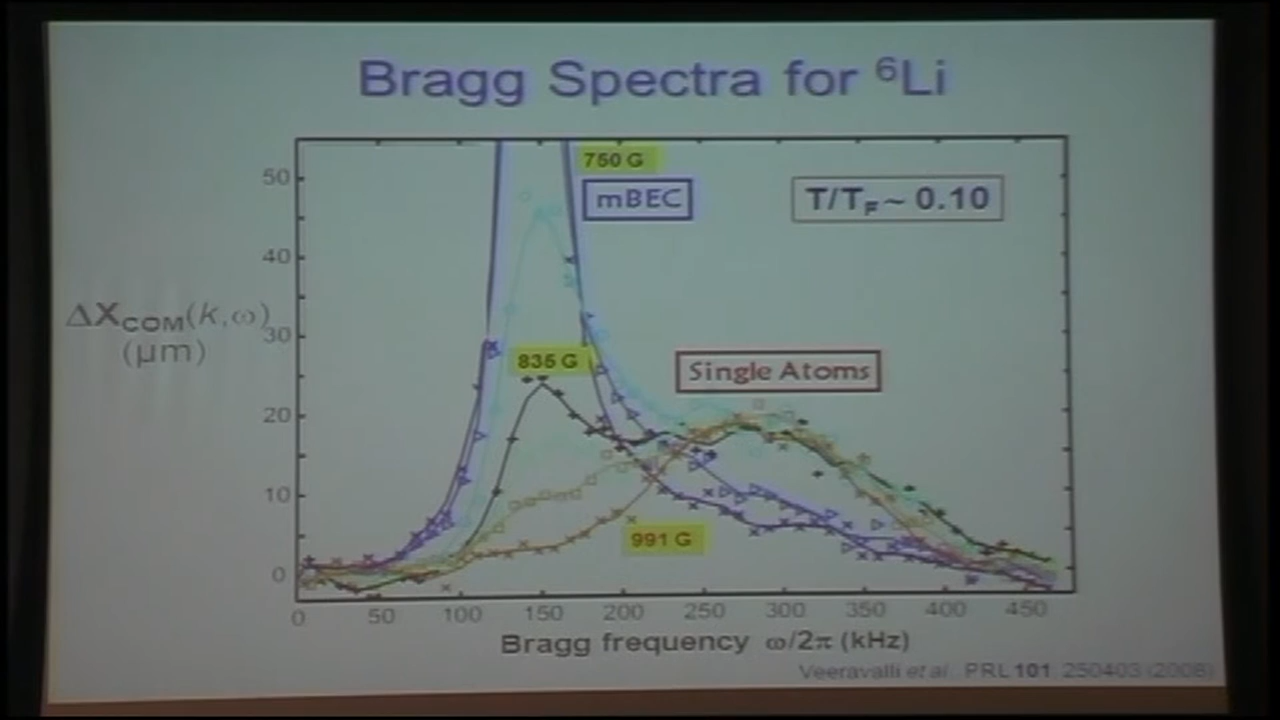 Bragg Spectra for ⁶Li
750 G
mBEC
T/T_F ~ 0.10
50
40
ΔX_COM(k,ω)
(μm)
30
835 G
Single Atoms
20
10
991 G
0
0 50 100 150 200 250 300 350 400 450
Bragg frequency ω/2π (kHz)
Veeravalli et al., PRL 101, 250403 (2008)